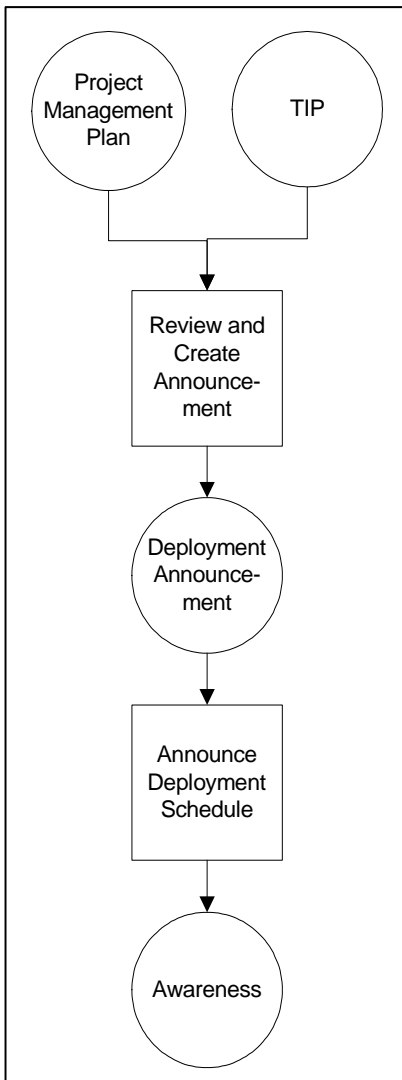 Project
Management
Plan
TIP
Review and
Create
Announce-
ment
Deployment
Announce-
ment
Announce
Deployment
Schedule
Awareness